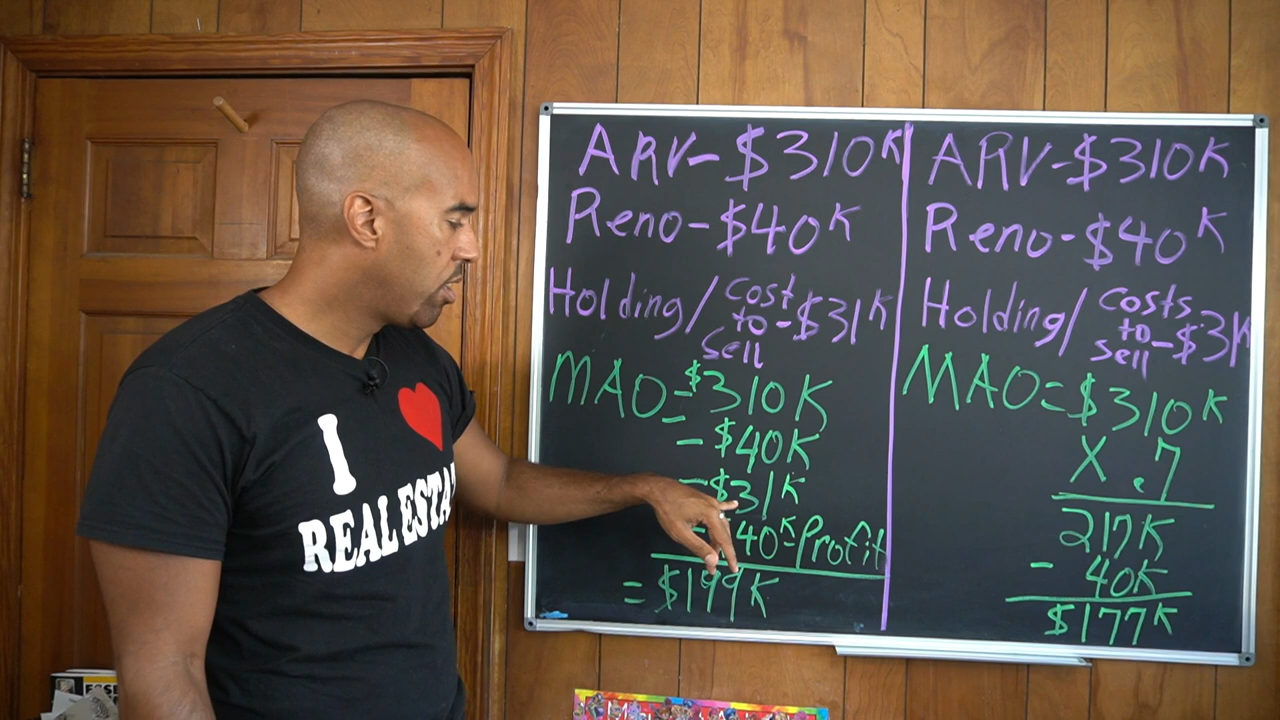 I ♥
REAL ESTA
ARV-$310K
Reno-$40K
Holding/cost
to -$31K
sell
MAO=$310K
-$40K
-$31K
-$40K=Profit
=$199K
ARV-$310K
Reno-$40K
Holding/costs
to -$31K
sell
MAO=$310K
X .7
217K
- 40K
$177K